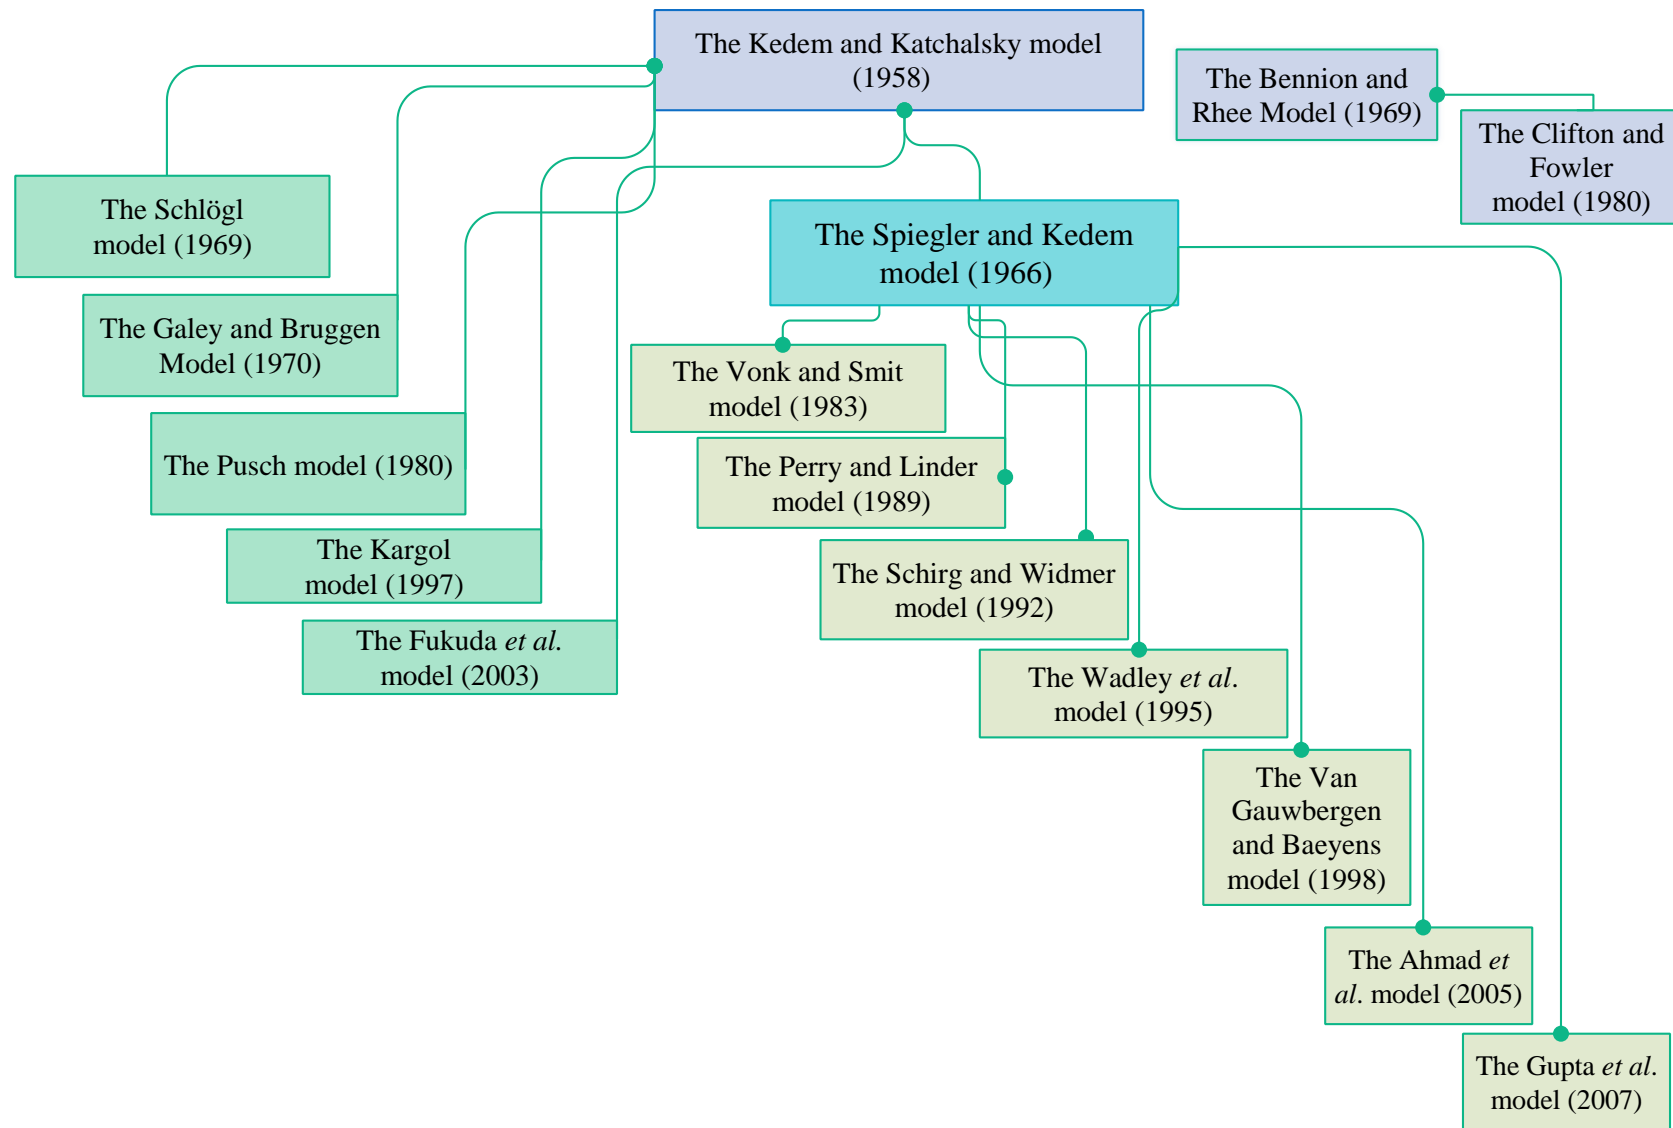 The Kedem and Katchalsky model
(1958)
The Bennion and
Rhee Model (1969)
The Clifton and
Fowler
model (1980)
The Schlögl
model (1969)
The Spiegler and Kedem
model (1966)
The Galey and Bruggen
Model (1970)
The Vonk and Smit
model (1983)
The Pusch model (1980)
The Perry and Linder
model (1989)
The Kargol
model (1997)
The Schirg and Widmer
model (1992)
The Fukuda et al.
model (2003)
The Wadley et al.
model (1995)
The Van
Gauwbergen
and Baeyens
model (1998)
The Ahmad et
al. model (2005)
The Gupta et al.
model (2007)